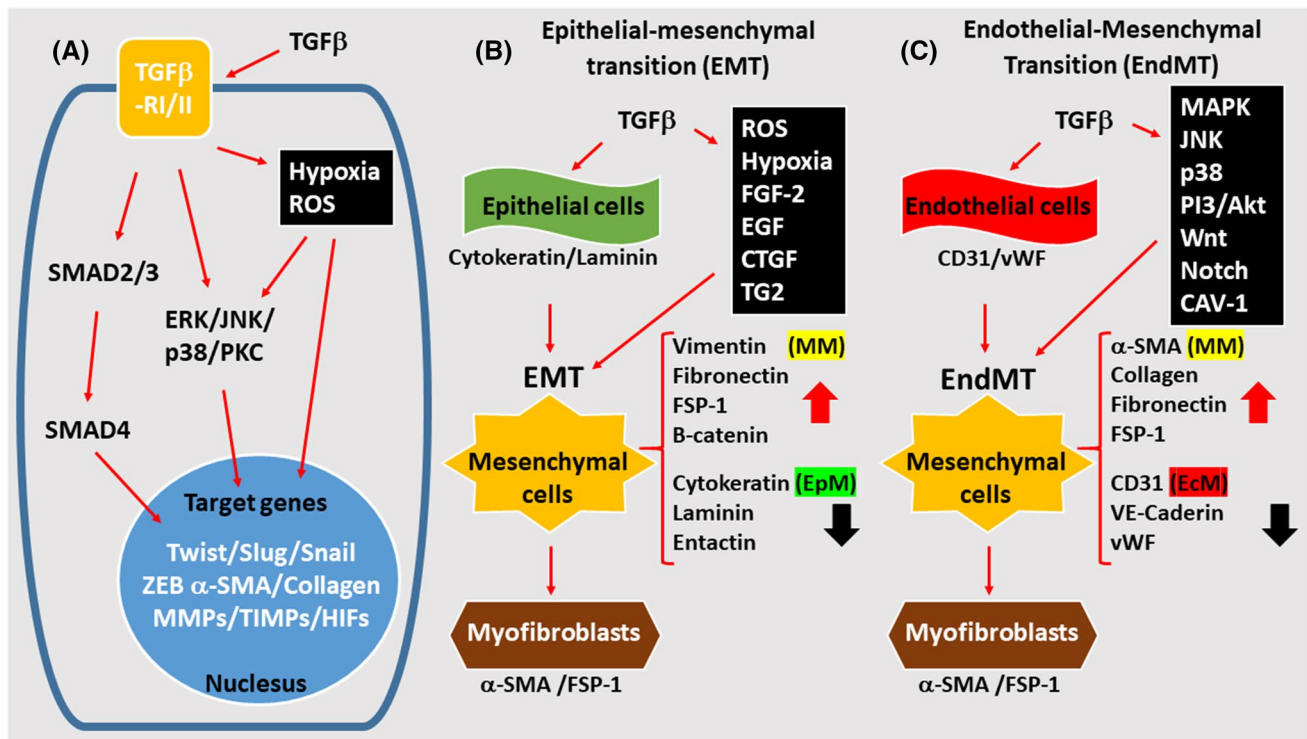 (A)
TGFβ
TGFβ
-RI/II
Hypoxia
ROS
SMAD2/3
ERK/JNK/
p38/PKC
SMAD4
Target genes
Twist/Slug/Snail
ZEB α-SMA/Collagen
MMPs/TIMPs/HIFs
Nuclesus
(B)
Epithelial-mesenchymal
transition (EMT)
TGFβ
ROS
Hypoxia
FGF-2
EGF
CTGF
TG2
Epithelial cells
Cytokeratin/Laminin
EMT
Mesenchymal
cells
Vimentin (MM)
Fibronectin
FSP-1
B-catenin
Cytokeratin (EpM)
Laminin
Entactin
Myofibroblasts
α-SMA /FSP-1
(C)
Endothelial-Mesenchymal
Transition (EndMT)
TGFβ
MAPK
JNK
p38
PI3/Akt
Wnt
Notch
CAV-1
Endothelial cells
CD31/vWF
EndMT
Mesenchymal
cells
α-SMA (MM)
Collagen
Fibronectin
FSP-1
CD31 (EcM)
VE-Caderin
vWF
Myofibroblasts
α-SMA /FSP-1